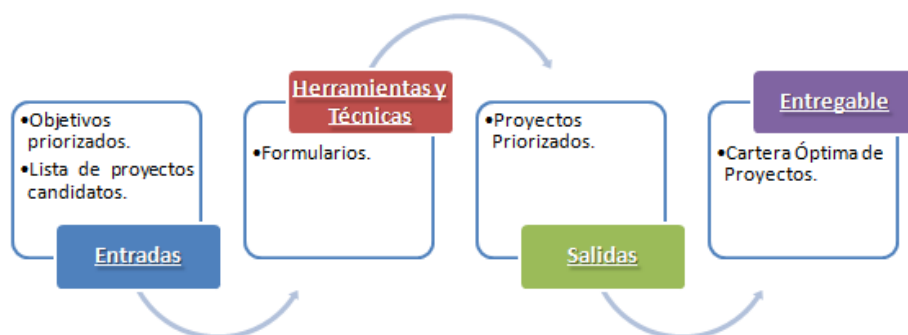 •Objetivos
priorizados.
•Lista de proyectos
candidatos.
Entradas
Herramientas y
Técnicas
•Formularios.
•Proyectos
Priorizados.
Salidas
Entregable
•Cartera Óptima de
Proyectos.